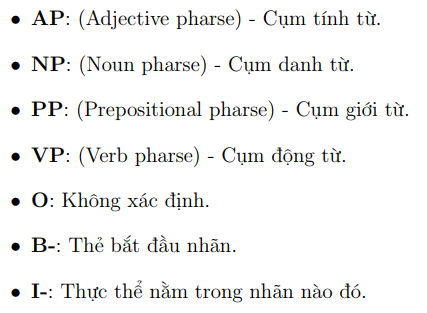 • AP: (Adjective pharse) - Cụm tính từ.
• NP: (Noun pharse) - Cụm danh từ.
• PP: (Prepositional pharse) - Cụm giới từ.
• VP: (Verb pharse) - Cụm động từ.
• O: Không xác định.
• B-: Thẻ bắt đầu nhãn.
• I-: Thực thể nằm trong nhãn nào đó.